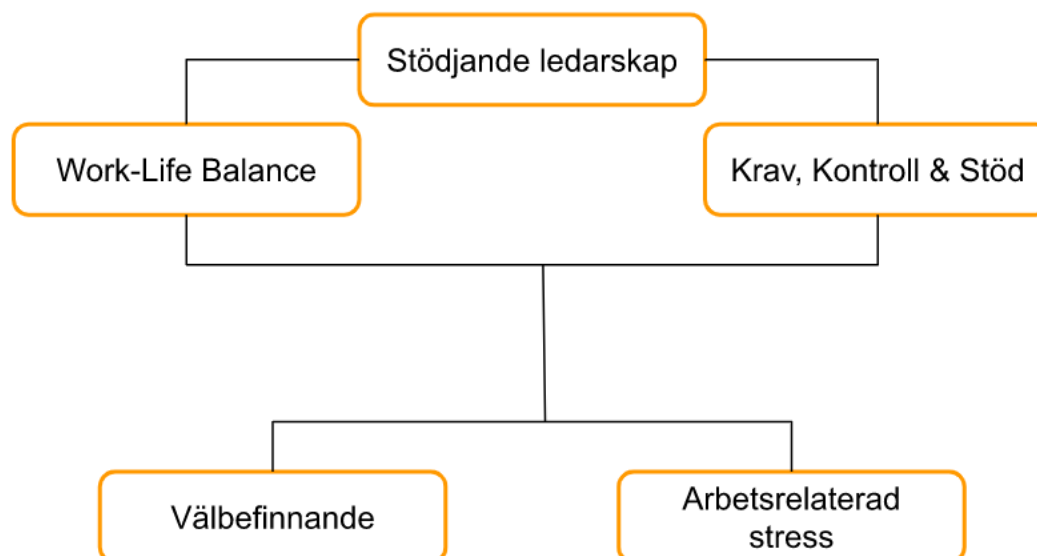 Stödjande ledarskap
Work-Life Balance
Krav, Kontroll & Stöd
Välbefinnande
Arbetsrelaterad
stress